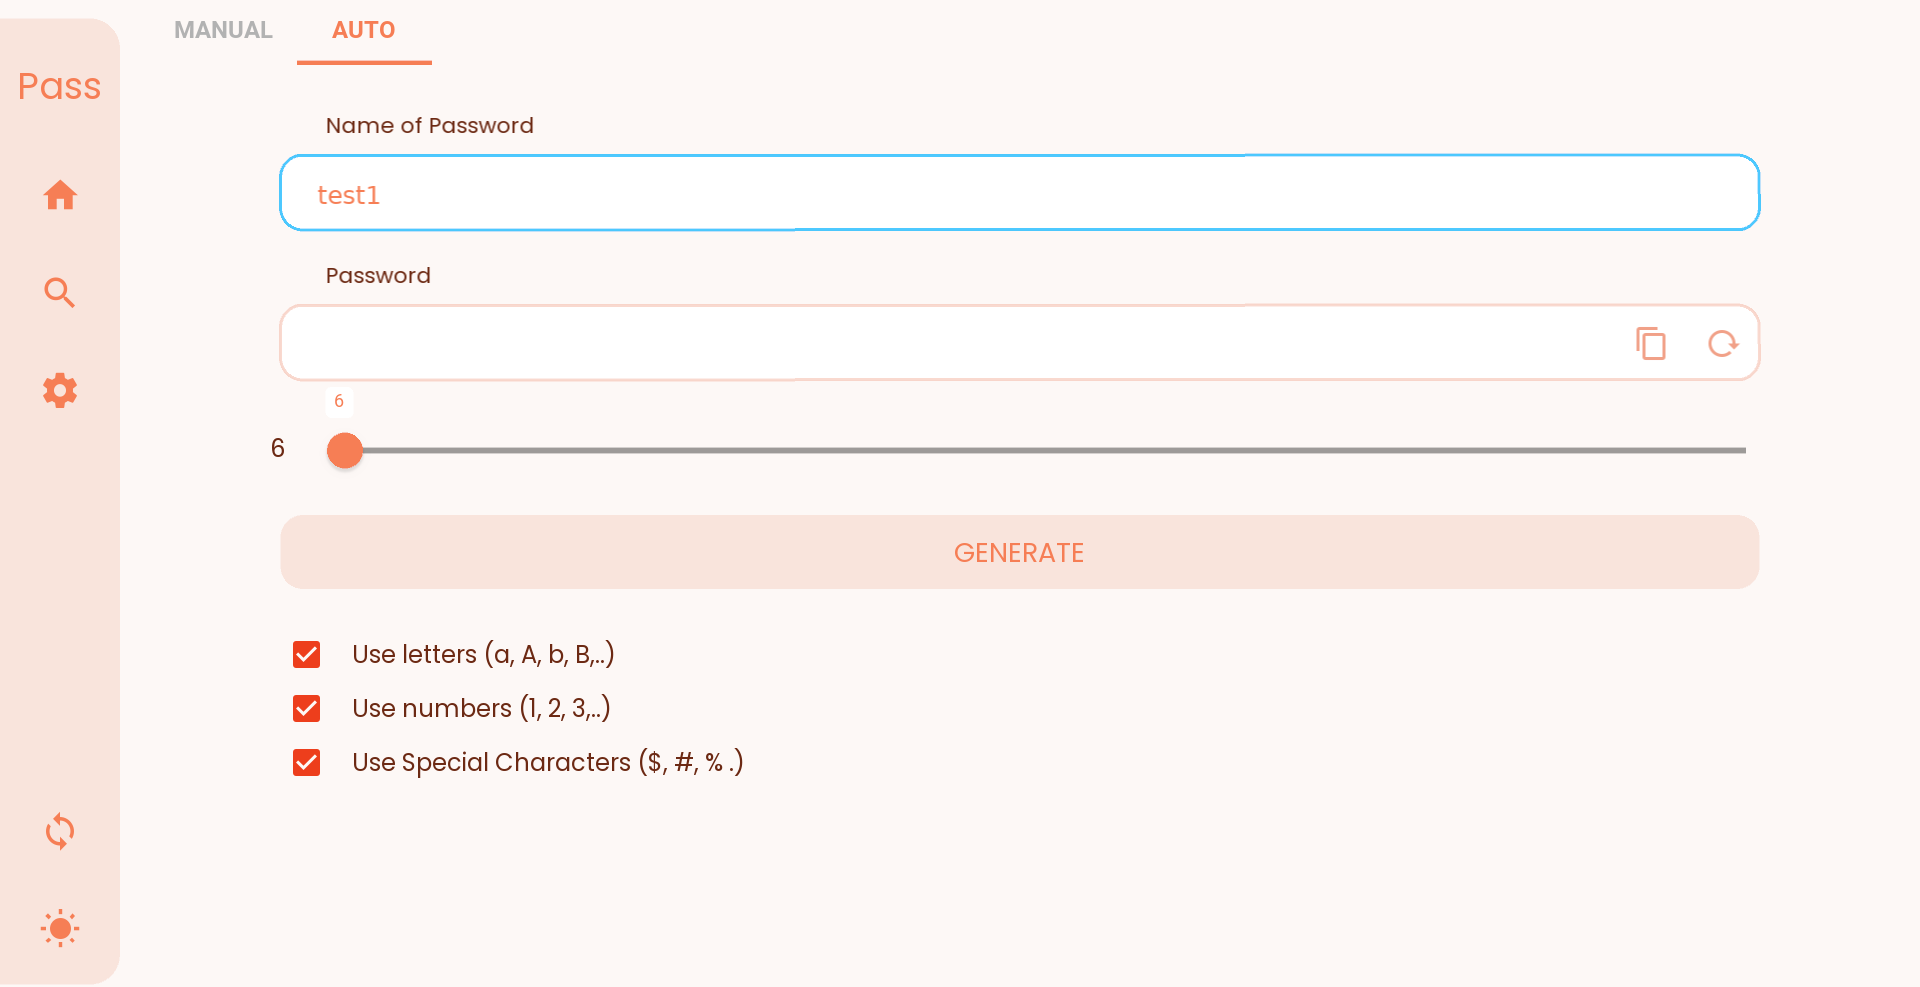 MANUAL AUTO
Pass
Name of Password
test1
Password
6
6
GENERATE
Use letters (a, A, b, B,..)
Use numbers (1, 2, 3,..)
Use Special Characters ($, #, % .)